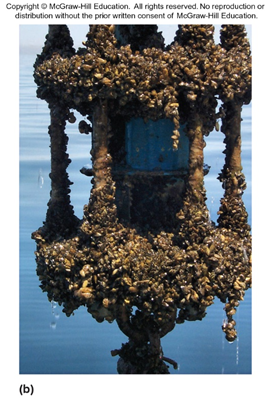 Copyright © McGraw-Hill Education. All rights reserved. No reproduction or
distribution without the prior written consent of McGraw-Hill Education.
(b)